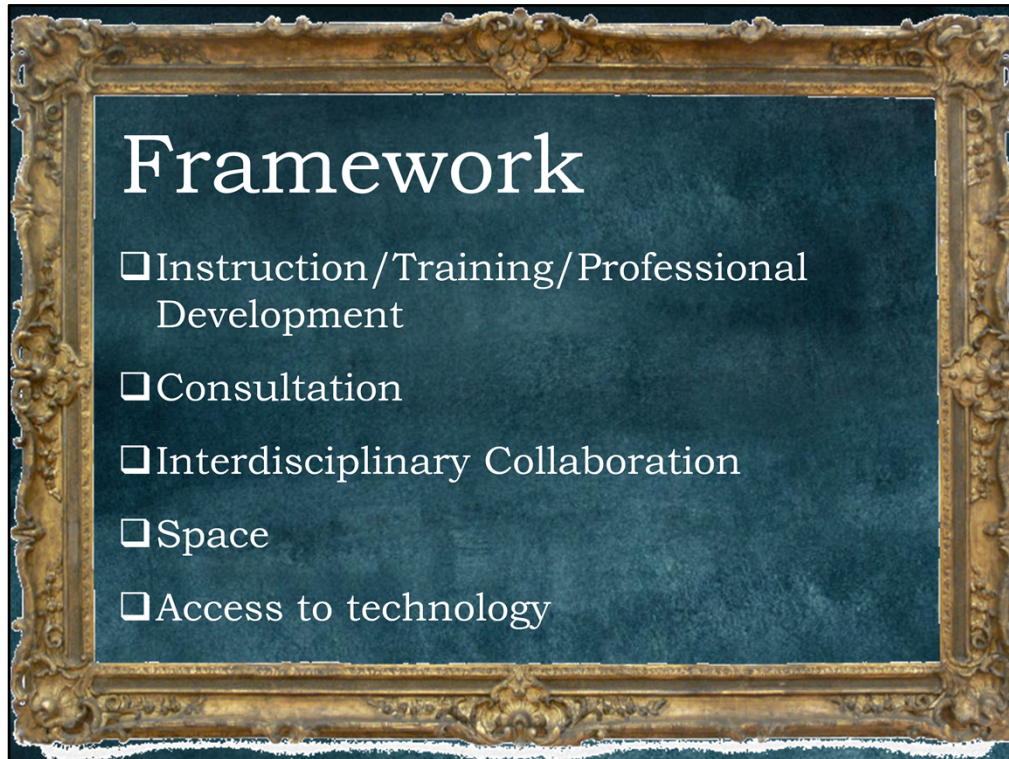 Framework
❑Instruction/Training/Professional
Development
❑Consultation
❑Interdisciplinary Collaboration
❑Space
❑Access to technology